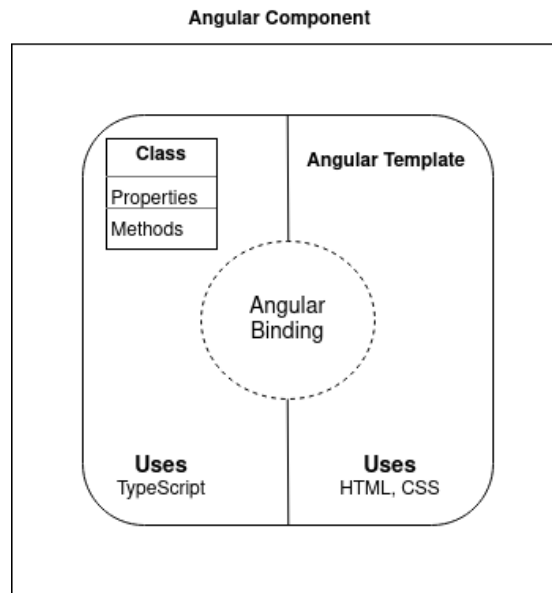 Angular Component
Class
Properties
Methods
Angular Template
Angular
Binding
Uses
TypeScript
Uses
HTML, CSS